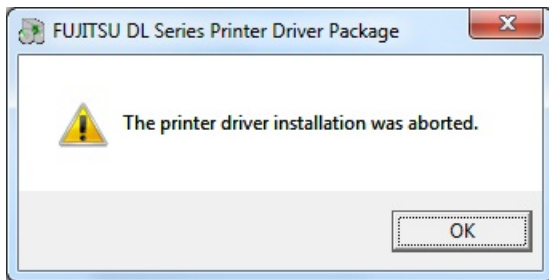 FUJITSU DL Series Printer Driver Package
The printer driver installation was aborted.
OK